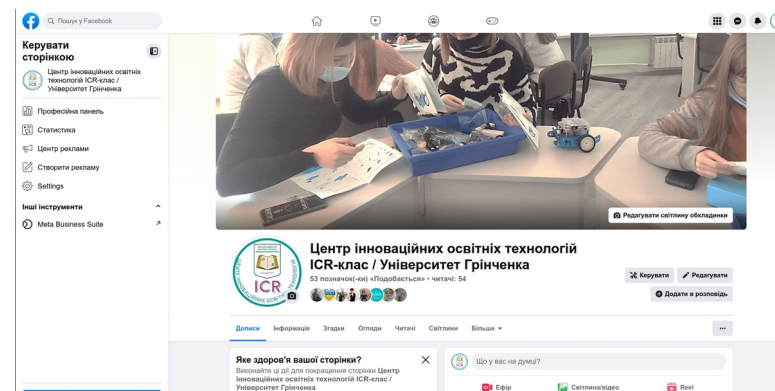 Пошук у Facebook
Керувати
сторінкою
Центр інноваційних освітніх
технологій ICR-клас /
Університет Грінченка
Професійна панель
Статистика
Центр реклами
Створити рекламу
Settings
Інші інструменти
Meta Business Suite
Редагувати світлину обкладинки
ICR
Центр інноваційних освітніх технологій
ICR-клас / Університет Грінченка
53 позначок(-ки) «Подобається» • читачі: 54
Керувати
Редагувати
Додати в розповідь
Дописи Інформація Згадки Огляди Читачі Світлини Більше
Яке здоров'я вашої сторінки?
Виконайте ці дії для покращення сторінки Центр
інноваційних освітніх технологій ICR-клас /
Університет Грінченка.
Що у вас на думці?
Ефір Світлина/відео Reel